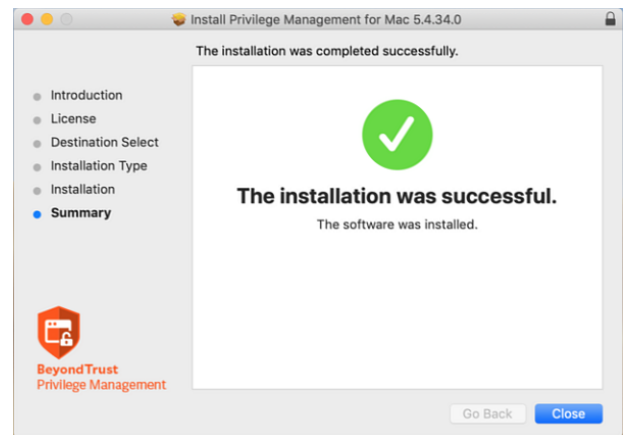 Install Privilege Management for Mac 5.4.34.0
The installation was completed successfully.
Introduction
License
Destination Select
Installation Type
Installation
Summary
The installation was successful.
The software was installed.
BeyondTrust
Privilege Management
Go Back
Close